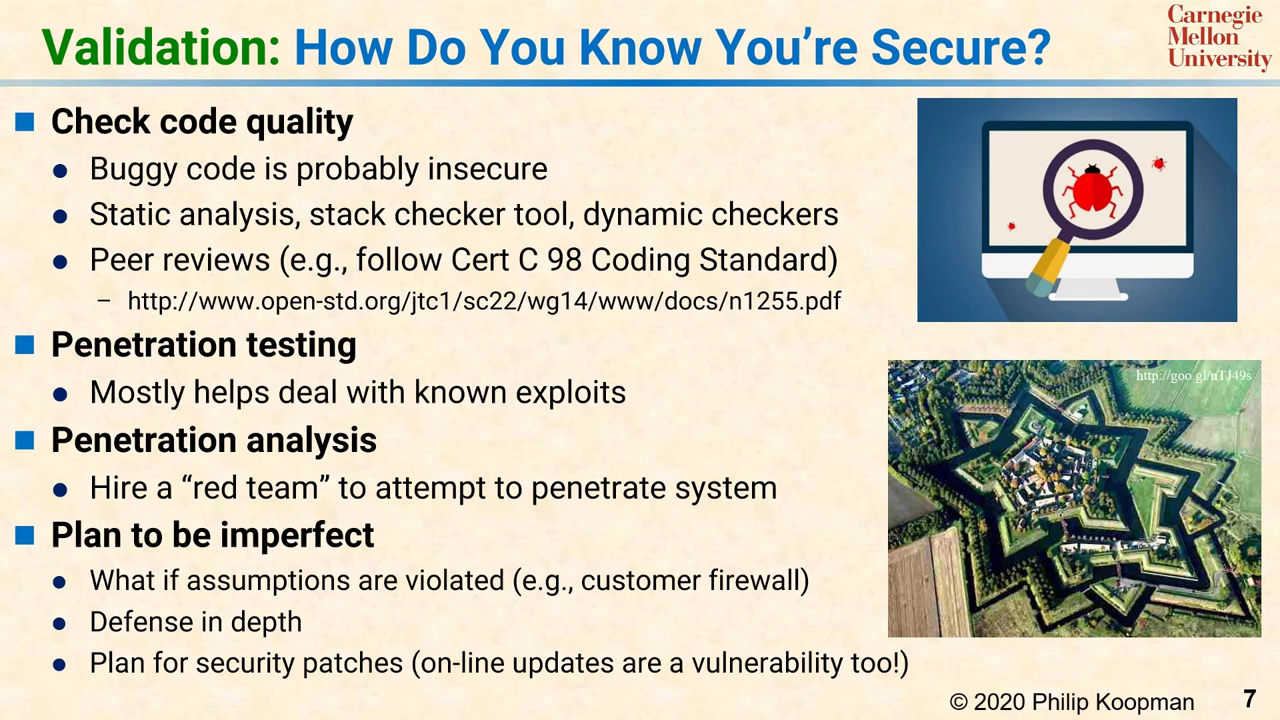 Validation: How Do You Know You're Secure?
Carnegie
Mellon
University
Check code quality
Buggy code is probably insecure
Static analysis, stack checker tool, dynamic checkers
Peer reviews (e.g., follow Cert C 98 Coding Standard)
– http://www.open-std.org/jtc1/sc22/wg14/www/docs/n1255.pdf
Penetration testing
Mostly helps deal with known exploits
Penetration analysis
Hire a “red team” to attempt to penetrate system
Plan to be imperfect
What if assumptions are violated (e.g., customer firewall)
Defense in depth
Plan for security patches (on-line updates are a vulnerability too!)
http://goo.gl/nTJ49s
© 2020 Philip Koopman
7